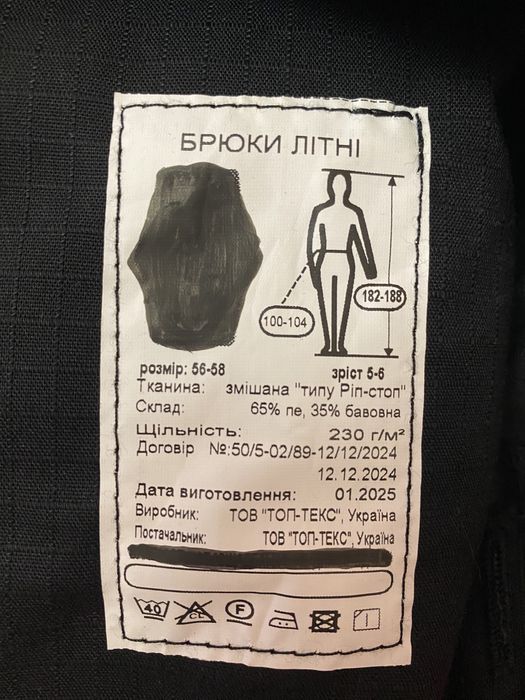 БРЮКИ ЛІТНІ
182-188
100-104
розмір: 56-58 зріст 5-6
Тканина: змішана "типу Ріп-стоп"
Склад: 65% пе, 35% бавовна
Щільність: 230 г/м²
Договір №:50/5-02/89-12/12/2024
12.12.2024
Дата виготовлення: 01.2025
Виробник: ТОВ "ТОП-ТЕКС", Україна
Постачальник: ТОВ "ТОП-ТЕКС", Україна
40 CL F